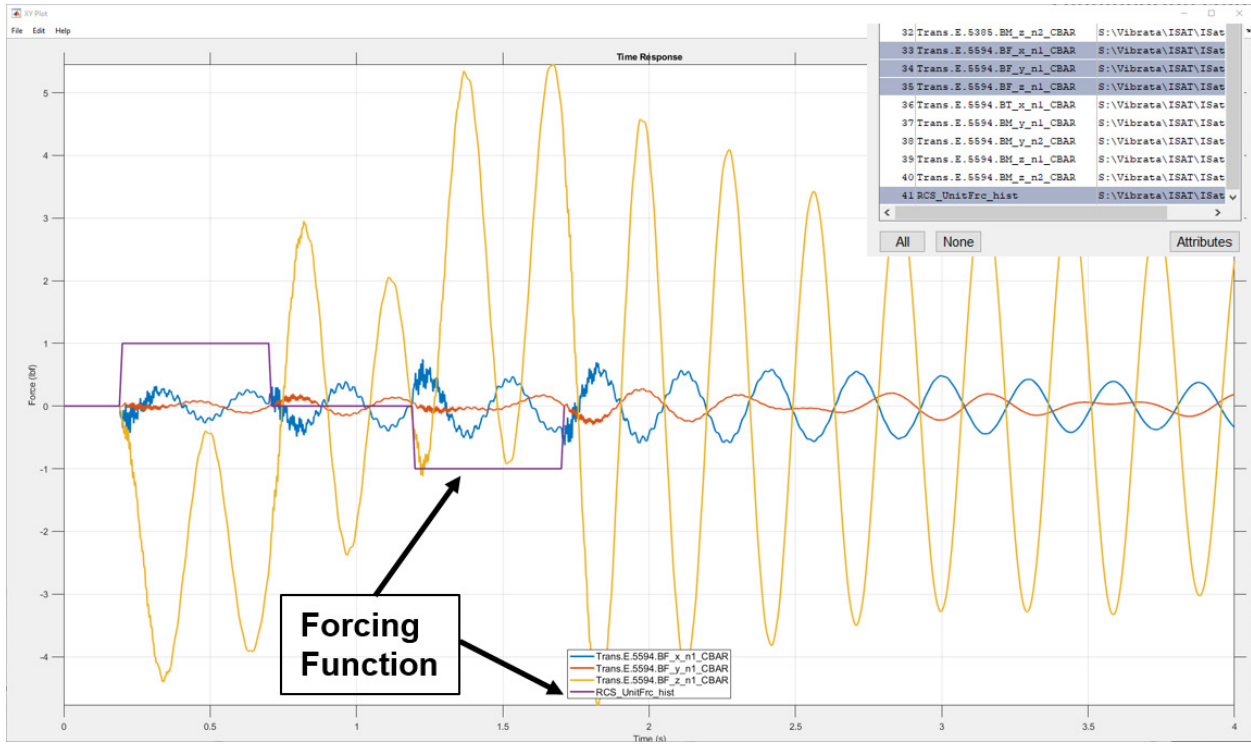 XY Plot
File Edit Help
Time Response
32 Trans.E.5385.BM_z_n2_CBAR S:\Vibrata\ISAT\ISat
33 Trans.E.5594.BF_x_n1_CBAR S:\Vibrata\ISAT\ISat
34 Trans.E.5594.BF_y_n1_CBAR S:\Vibrata\ISAT\ISat
35 Trans.E.5594.BF_z_n1_CBAR S:\Vibrata\ISAT\ISat
36 Trans.E.5594.BT_x_n1_CBAR S:\Vibrata\ISAT\ISat
37 Trans.E.5594.BM_y_n1_CBAR S:\Vibrata\ISAT\ISat
38 Trans.E.5594.BM_y_n2_CBAR S:\Vibrata\ISAT\ISat
39 Trans.E.5594.BM_z_n1_CBAR S:\Vibrata\ISAT\ISat
40 Trans.E.5594.BM_z_n2_CBAR S:\Vibrata\ISAT\ISat
41 RCS_UnitFrc_hist S:\Vibrata\ISAT\ISat
All None Attributes
5
4
3
2
1
0
-1
-2
-3
-4
Force (lbf)
Forcing
Function
Trans.E.5594.BF_x_n1_CBAR
Trans.E.5594.BF_y_n1_CBAR
Trans.E.5594.BF_z_n1_CBAR
RCS_UnitFrc_hist
0 0.5 1 1.5 2 2.5 3 3.5 4
Time (s)